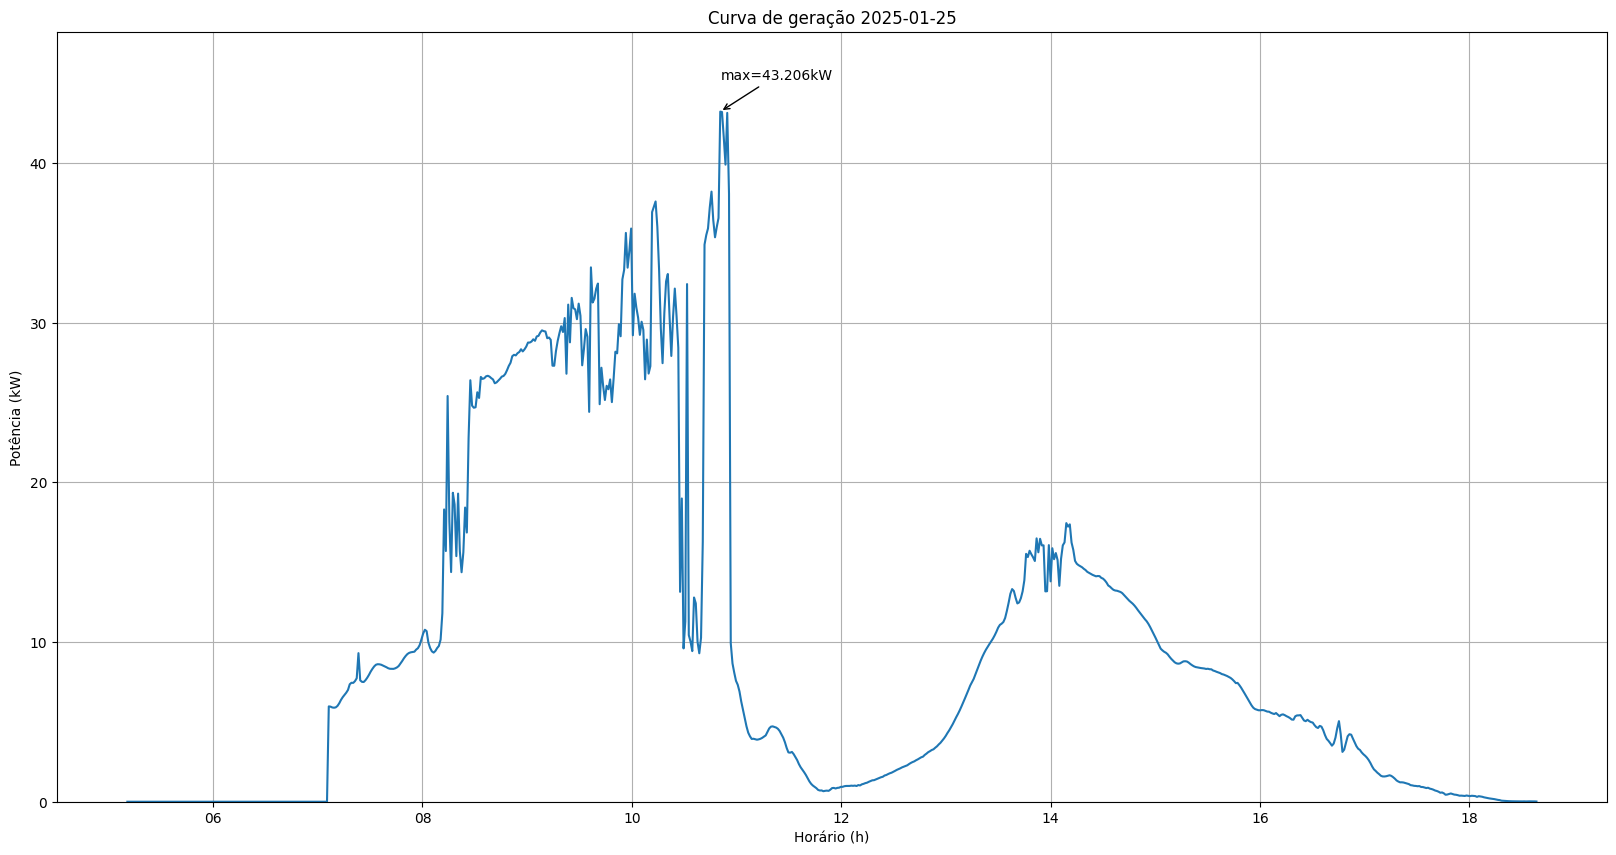 Curva de geração 2025-01-25
max=43.206kW
Potência (kW)
40
30
20
10
0
06 08 10 12 14 16 18
Horário (h)